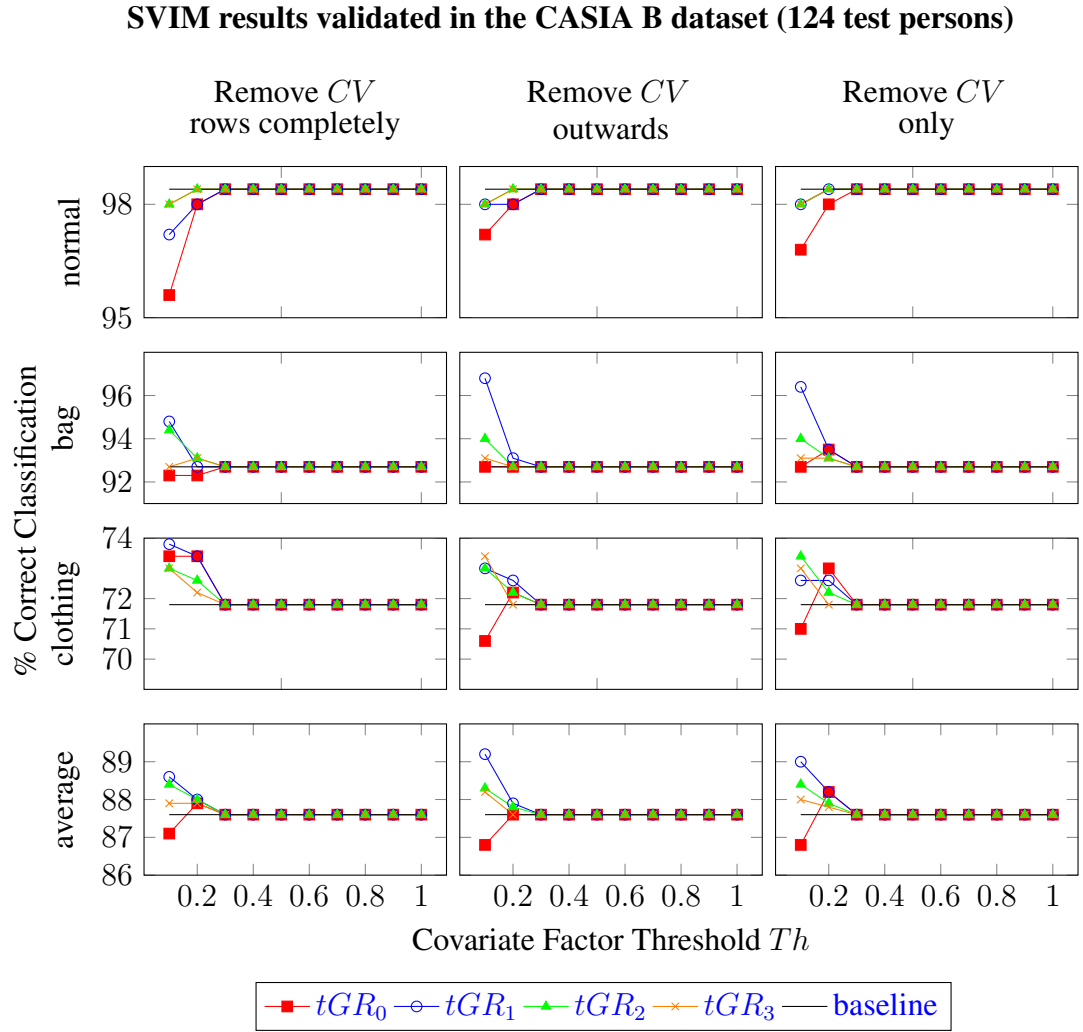 SVIM results validated in the CASIA B dataset (124 test persons)
Remove CV rows completely
Remove CV outwards
Remove CV only
% Correct Classification
normal
98
95
bag
96
94
92
clothing
74
72
71
70
average
89
88
87
86
0.2 0.4 0.6 0.8 1
0.2 0.4 0.6 0.8 1
0.2 0.4 0.6 0.8 1
Covariate Factor Threshold Th
tGR₀ tGR₁ tGR₂ tGR₃ baseline